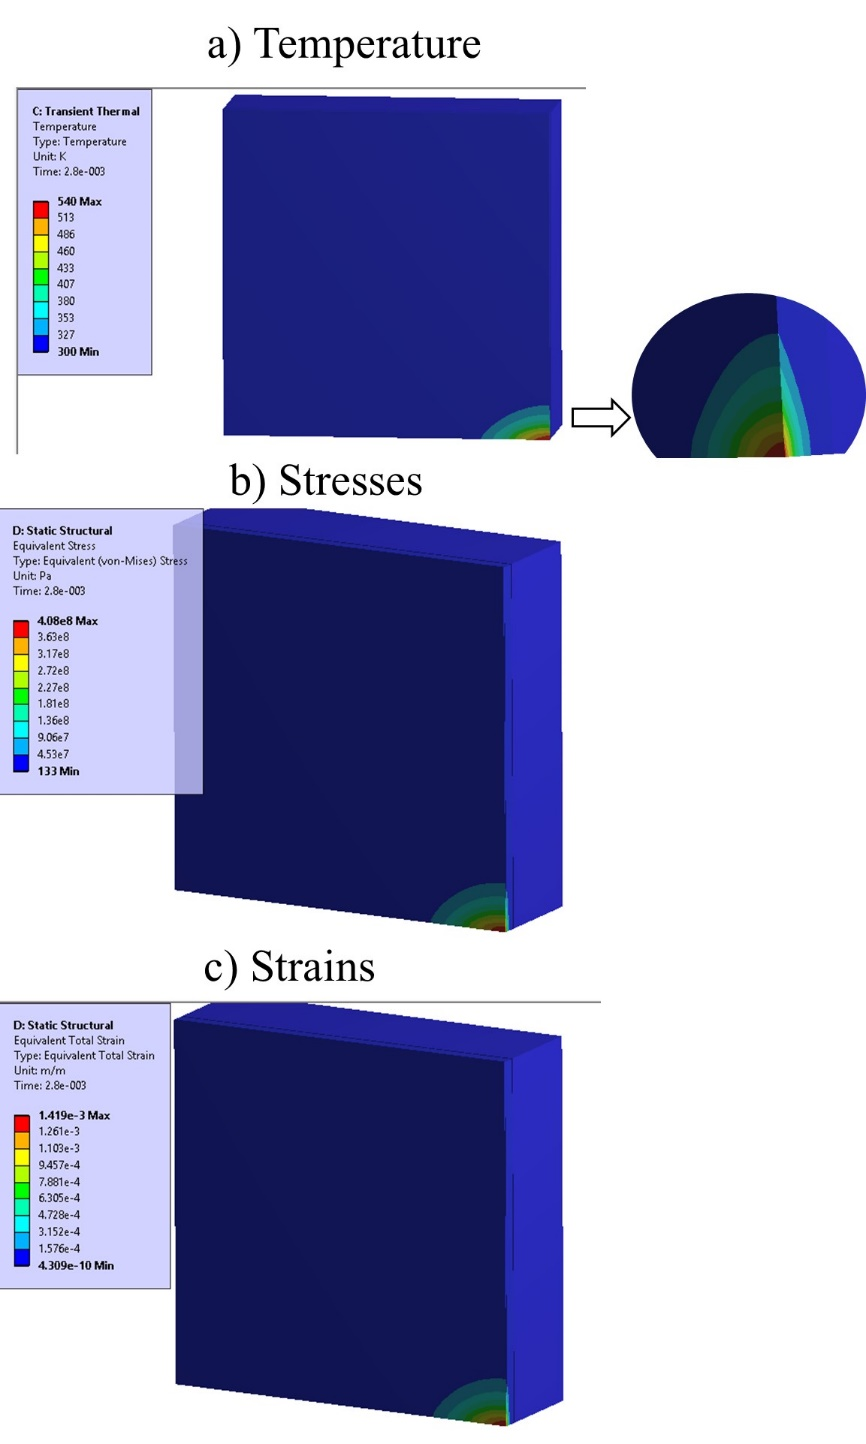 a) Temperature
C: Transient Thermal
Temperature
Type: Temperature
Unit: K
Time: 2.8e-003
540 Max
513
486
460
433
407
380
353
327
300 Min
b) Stresses
D: Static Structural
Equivalent Stress
Type: Equivalent (von-Mises) Stress
Unit: Pa
Time: 2.8e-003
4.08e8 Max
3.63e8
3.17e8
2.72e8
2.27e8
1.81e8
1.36e8
9.06e7
4.53e7
133 Min
c) Strains
D: Static Structural
Equivalent Total Strain
Type: Equivalent Total Strain
Unit: m/m
Time: 2.8e-003
1.419e-3 Max
1.261e-3
1.103e-3
9.457e-4
7.881e-4
6.305e-4
4.728e-4
3.152e-4
1.576e-4
4.309e-10 Min